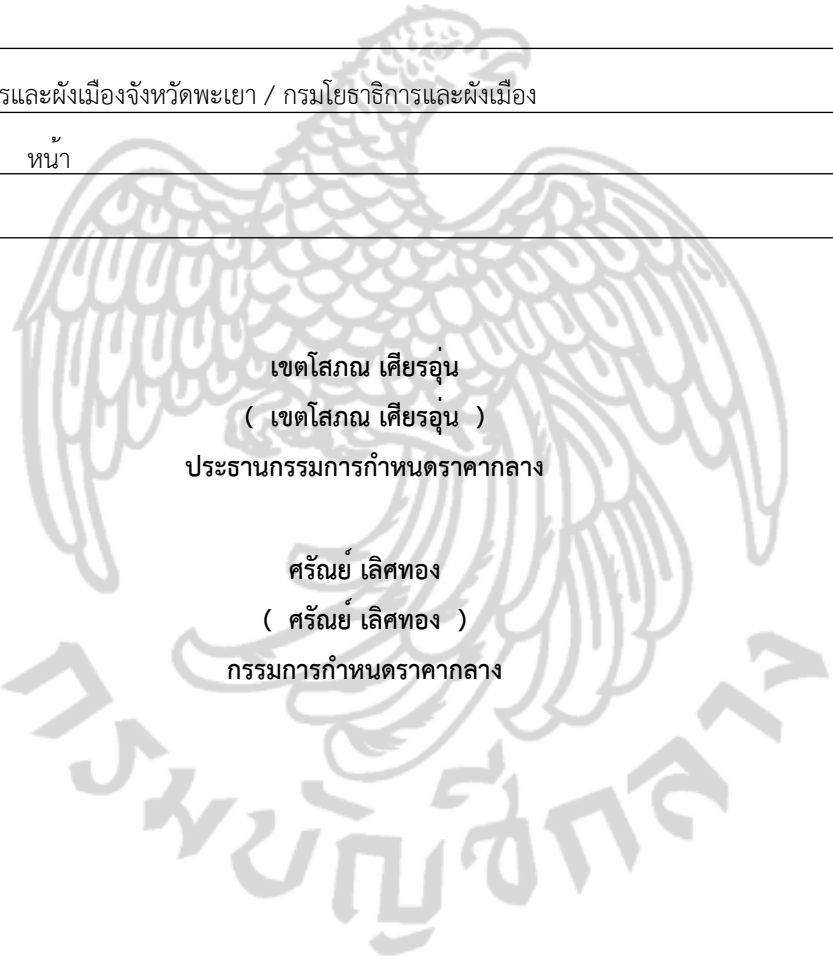 รและผังเมืองจังหวัดพะเยา / กรมโยธาธิการและผังเมือง
หน้า
เขตโสภณ เศียรอุ่น
( เขตโสภณ เศียรอุ่น )
ประธานกรรมการกำหนดราคากลาง
ศรัณย์ เลิศทอง
( ศรัณย์ เลิศทอง )
กรรมการกำหนดราคากลาง
กรมบัญชีกลาง